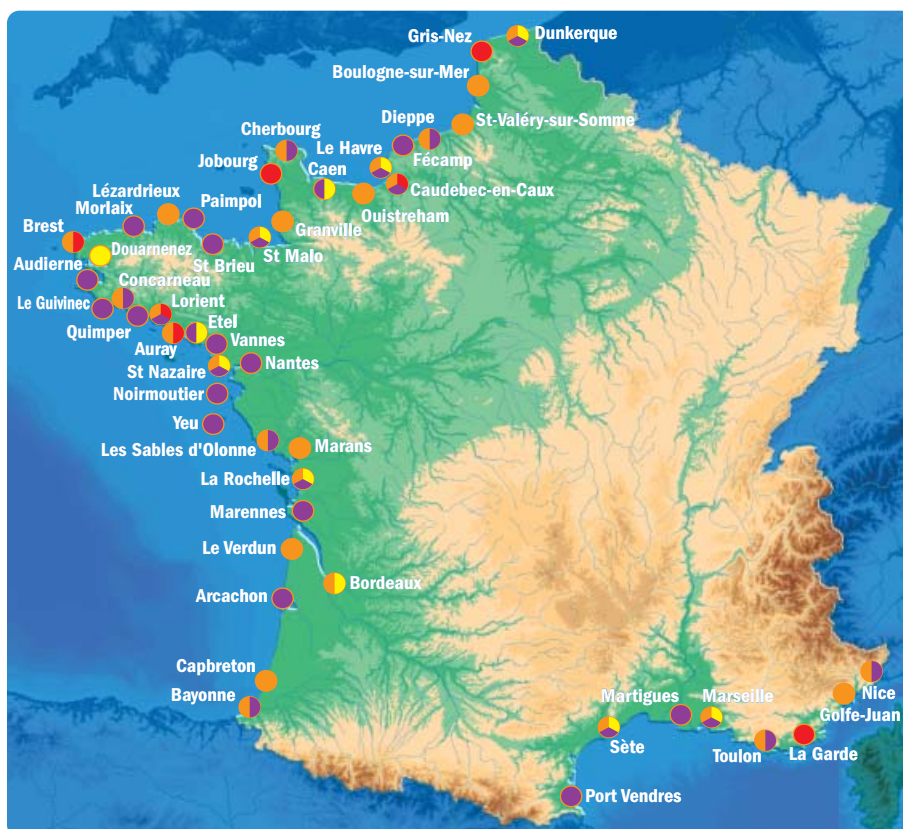 Dunkerque
Gris-Nez
Boulogne-sur-Mer
St-Valéry-sur-Somme
Dieppe
Cherbourg
Le Havre
Fécamp
Jobourg
Caen
Caudebec-en-Caux
Lézardrieux
Paimpol
Ouistreham
Morlaix
Granville
Brest
Douarnenez
St Brieu
St Malo
Audierne
Concarneau
Le Guivinec
Lorient
Etel
Quimper
Vannes
Auray
Nantes
St Nazaire
Noirmoutier
Yeu
Les Sables d'Olonne
Marans
La Rochelle
Marennes
Le Verdun
Bordeaux
Arcachon
Capbreton
Bayonne
Martigues
Marseille
Nice
Golfe-Juan
Sète
Toulon
La Garde
Port Vendres